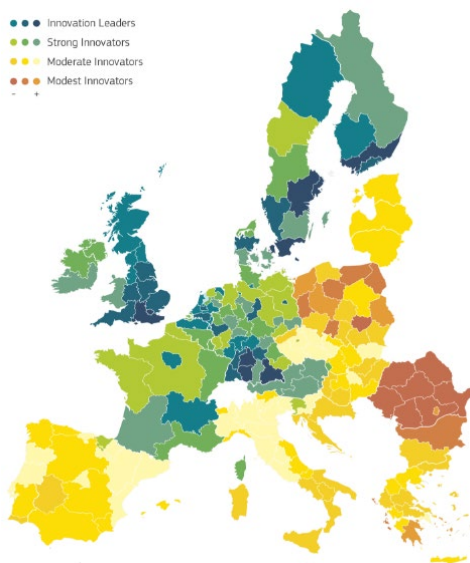 Innovation Leaders
Strong Innovators
Moderate Innovators
Modest Innovators
- +